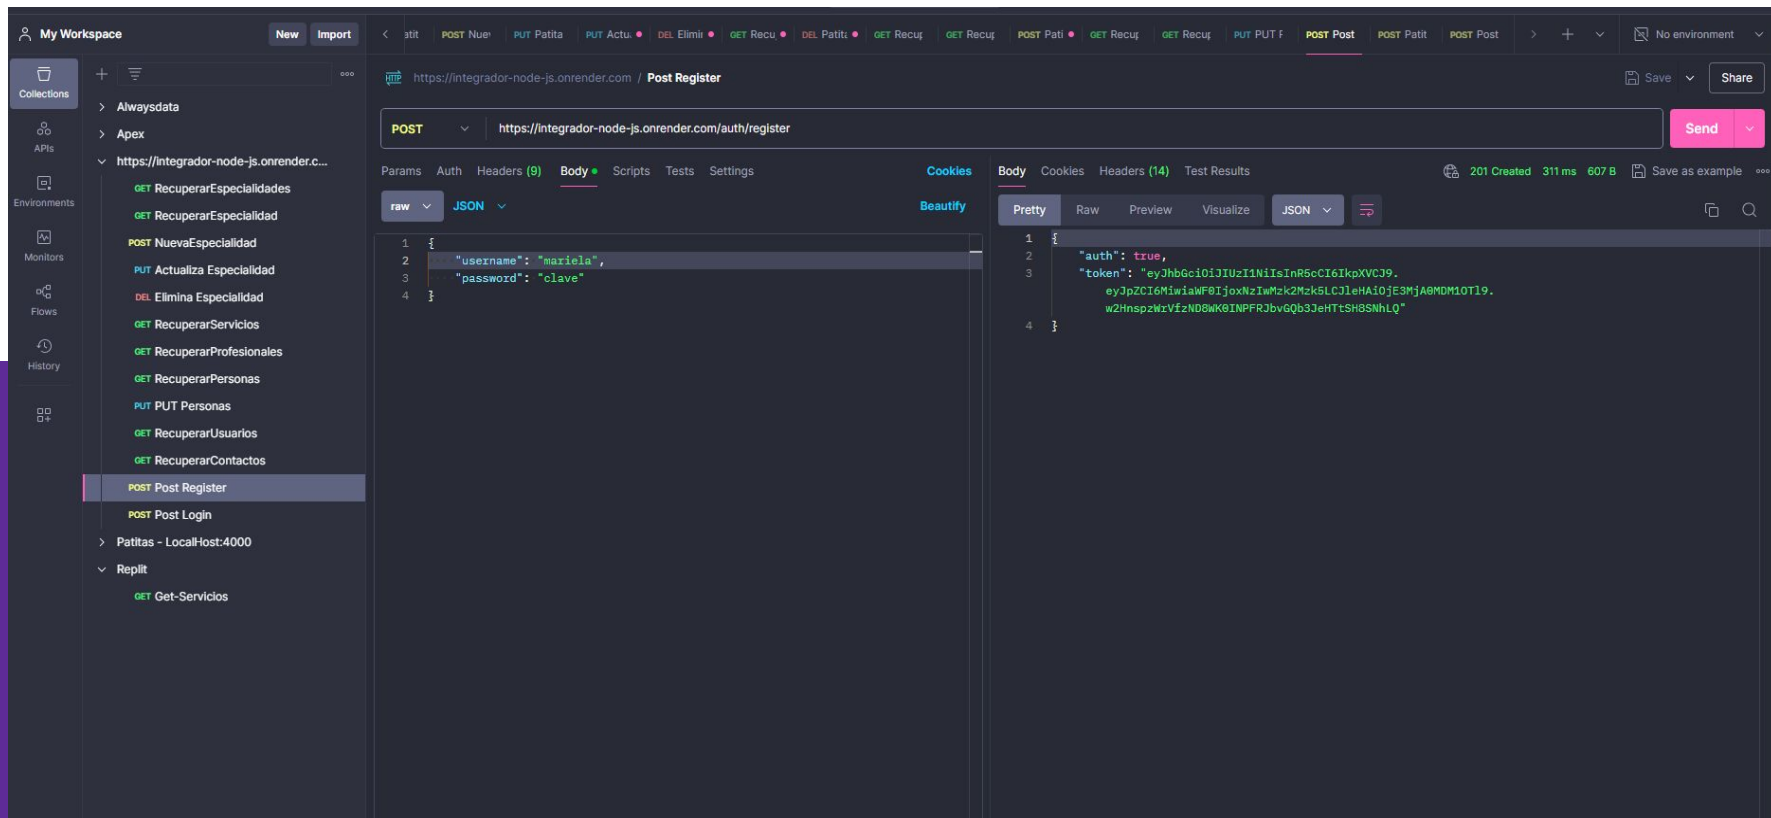 My Workspace New Import
atit POST Nue PUT Patita PUT Actu. DEL Elimi GET Recu. DEL Patit GET Recup GET Recup POST Pati GET Recup GET Recup PUT PUT F POST Post POST Patit POST Post No environment
Collections
APIs
Environments
Monitors
Flows
History
Alwaysdata
Apex
https://integrador-node-js.onrender.c...
GET RecuperarEspecialidades
GET RecuperarEspecialidad
POST NuevaEspecialidad
PUT Actualiza Especialidad
DEL Elimina Especialidad
GET RecuperarServicios
GET RecuperarProfesionales
GET RecuperarPersonas
PUT PUT Personas
GET RecuperarUsuarios
GET RecuperarContactos
POST Post Register
POST Post Login
Patitas - LocalHost:4000
Replit
GET Get-Servicios
HTTP https://integrador-node-js.onrender.com / Post Register Save Share
POST https://integrador-node-js.onrender.com/auth/register Send
Params Auth Headers (9) Body Scripts Tests Settings Cookies
raw JSON Beautify
1 {
2 "username": "mariela",
3 "password": "clave"
4 }
Body Cookies Headers (14) Test Results 201 Created 311 ms 607 B Save as example
Pretty Raw Preview Visualize JSON
1 {
2 "auth": true,
3 "token": "eyJhbGciOiJIUzI1NiIsInR5cCI6IkpXVCJ9.
eyJpZCI6MiwiaWF0IjoxNzIwMzk2Mzk5LCJleHAiOjE3MjA0MDM1OTl9.
w2HnspzWrVfzND8WK0INPFRJbvGQb3JeHTtSH8SNhLQ"
4 }